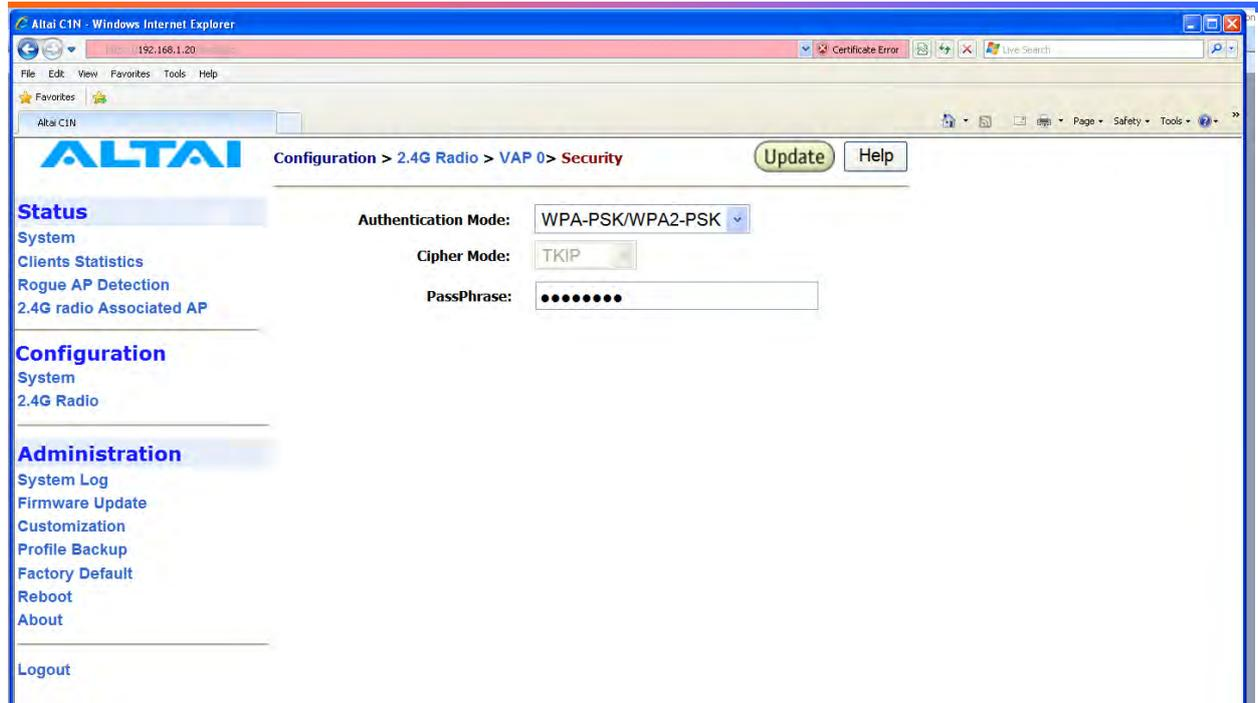 Altai C1N - Windows Internet Explorer
192.168.1.20
Certificate Error
Live Search
File Edit View Favorites Tools Help
Favorites
Altai C1N
Page Safety Tools
ALTAI
Configuration > 2.4G Radio > VAP 0> Security
Update
Help
Status
System
Clients Statistics
Rogue AP Detection
2.4G radio Associated AP
Configuration
System
2.4G Radio
Administration
System Log
Firmware Update
Customization
Profile Backup
Factory Default
Reboot
About
Logout
Authentication Mode: WPA-PSK/WPA2-PSK
Cipher Mode: TKIP
PassPhrase: ●●●●●●●●